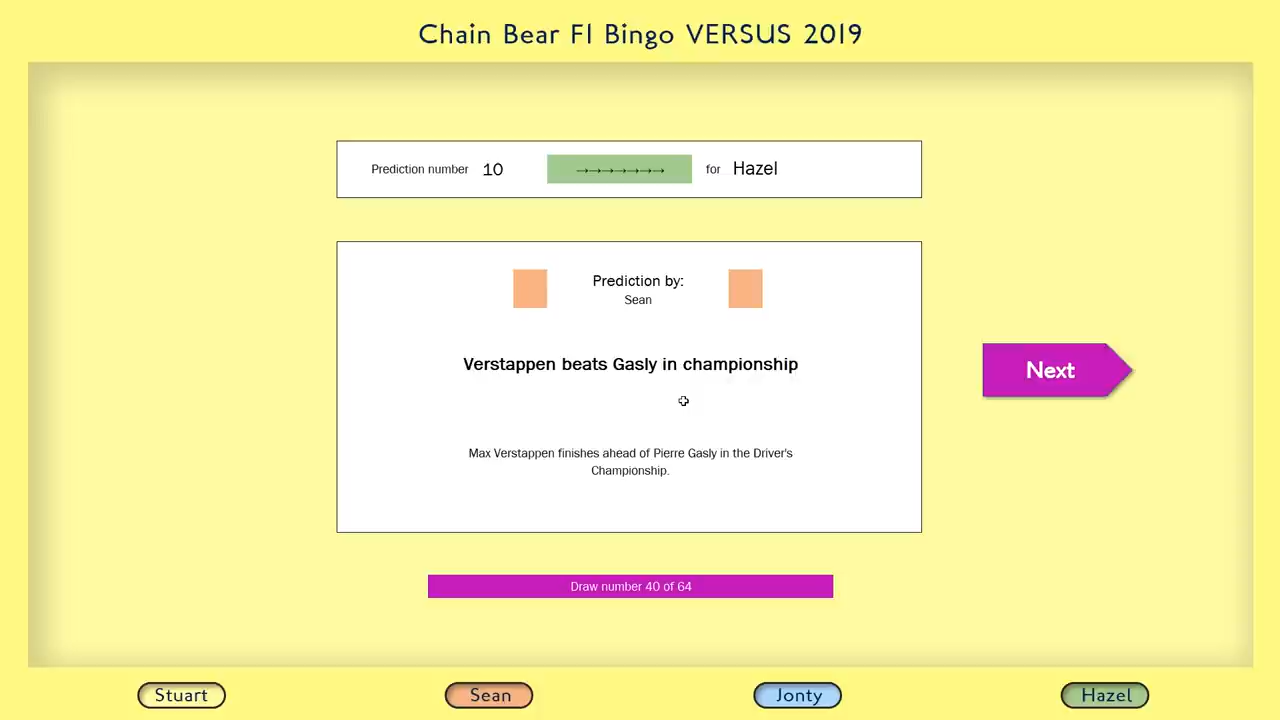 Chain Bear F1 Bingo VERSUS 2019
Prediction number 10 →→→→→→→ for Hazel
Prediction by:
Sean
Verstappen beats Gasly in championship
Max Verstappen finishes ahead of Pierre Gasly in the Driver's
Championship.
Next
Draw number 40 of 64
Stuart Sean Jonty Hazel